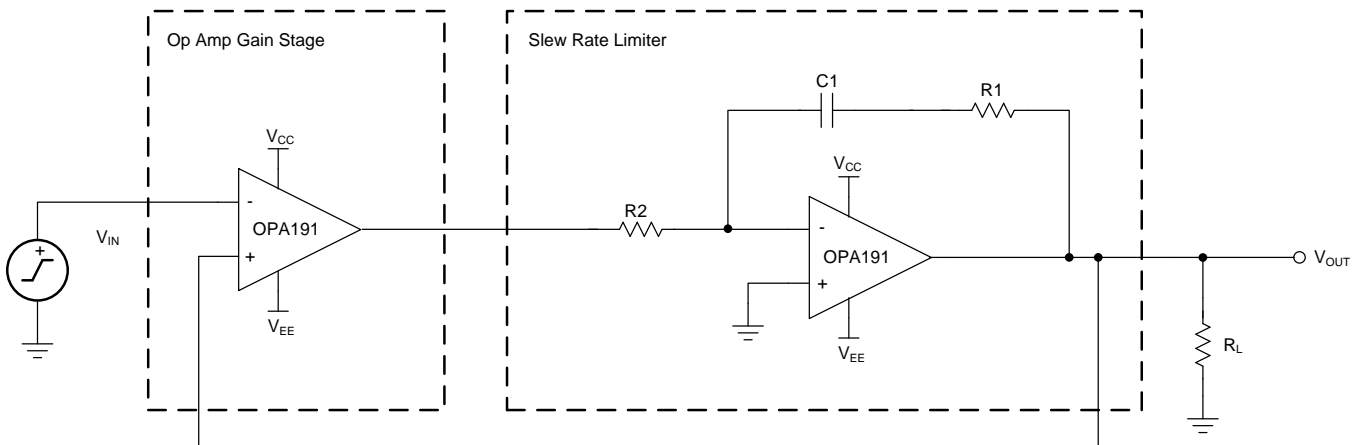 Op Amp Gain Stage
Slew Rate Limiter
C1
R1
VCC
VCC
R2
-
OPA191
VIN
+
-
OPA191
+
+
VEE
VEE
VOUT
RL